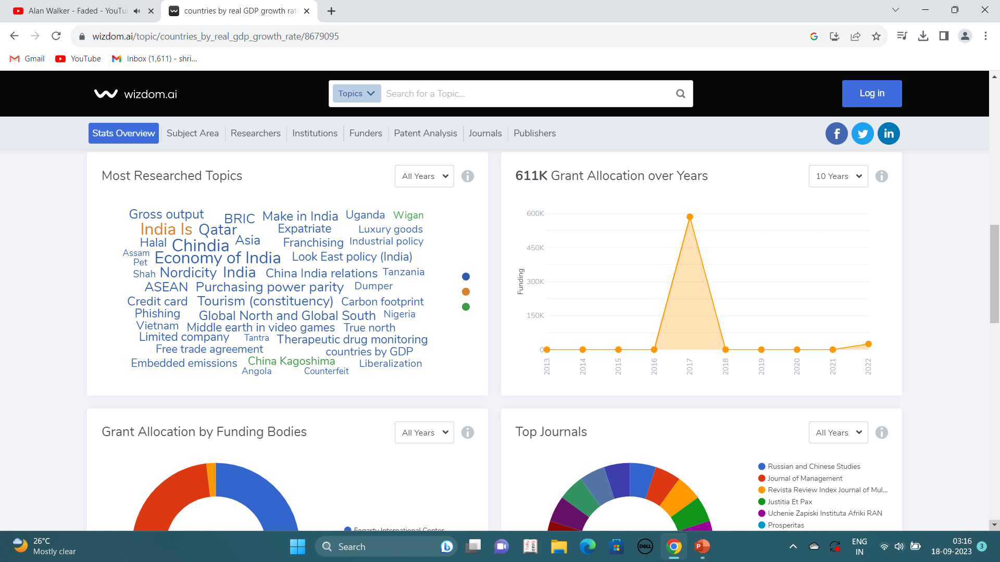 Alan Walker - Faded - YouTu
countries by real GDP growth rat
wizdom.ai/topic/countries_by_real_gdp_growth_rate/8679095
Gmail
YouTube
Inbox (1,611) - shri...
wizdom.ai
Topics
Search for a Topic...
Log in
Stats Overview
Subject Area
Researchers
Institutions
Funders
Patent Analysis
Journals
Publishers
Most Researched Topics
All Years
Gross output
BRIC
Make in India
Uganda
Wigan
India Is
Qatar
Expatriate
Luxury goods
Halal
Chindia
Asia
Franchising
Industrial policy
Assam
Pet
Economy of India
Look East policy (India)
Shah
Nordicity
India
China India relations
Tanzania
ASEAN
Purchasing power parity
Dumper
Credit card
Tourism (constituency)
Carbon footprint
Phishing
Global North and Global South
Nigeria
Vietnam
Middle earth in video games
True north
Limited company
Tantra
Therapeutic drug monitoring
Free trade agreement
countries by GDP
Embedded emissions
China Kagoshima
Liberalization
Angola
Counterfeit
611K Grant Allocation over Years
10 Years
600K
450K
300K
150K
0
Funding
2013
2014
2015
2016
2017
2018
2019
2020
2021
2022
Grant Allocation by Funding Bodies
All Years
Fogarty International Center
Top Journals
All Years
Russian and Chinese Studies
Journal of Management
Revista Review Index Journal of Mul...
Justitia Et Pax
Uchenie Zapiski Instituta Afriki RAN
Prosperitas
26°C
Mostly clear
Search
Tally
ERP9
DELL
P
ENG
IN
03:16
18-09-2023
3